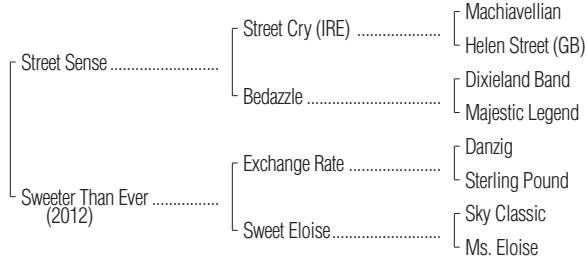 Machiavellian
Street Cry (IRE) ..................
Helen Street (GB)
Street Sense ........................
Dixieland Band
Bedazzle .............................
Majestic Legend
Danzig
Exchange Rate ....................
Sterling Pound
Sweeter Than Ever ...............
(2012)
Sky Classic
Sweet Eloise........................
Ms. Eloise